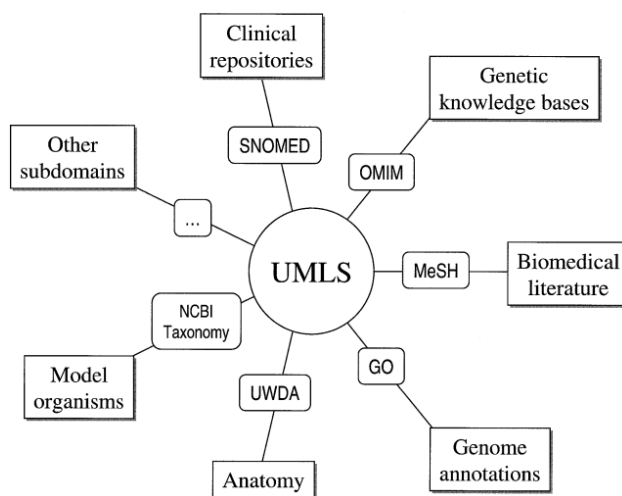 Clinical
repositories
Genetic
knowledge bases
SNOMED
Other
subdomains
OMIM
...
UMLS
MeSH
Biomedical
literature
NCBI
Taxonomy
Model
organisms
GO
UWDA
Genome
annotations
Anatomy